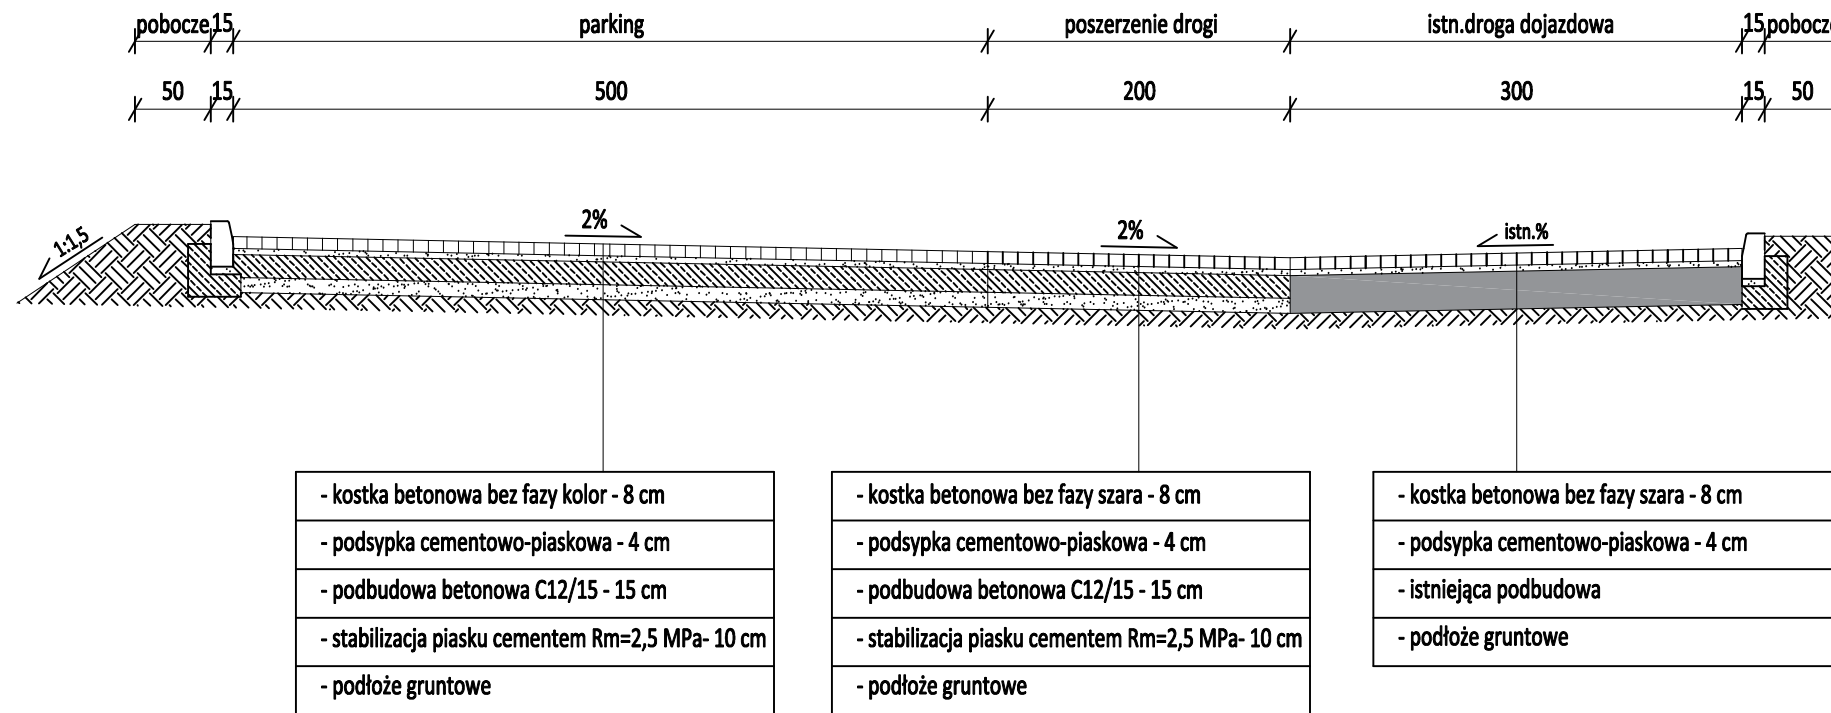 pobocze 15 parking poszerzenie drogi istn.droga dojazdowa 15 pobocze
50 15 500 200 300 15 50
1:1,5 2% 2% istn.%
- kostka betonowa bez fazy kolor - 8 cm
- podsypka cementowo-piaskowa - 4 cm
- podbudowa betonowa C12/15 - 15 cm
- stabilizacja piasku cementem Rm=2,5 MPa- 10 cm
- podłoże gruntowe
- kostka betonowa bez fazy szara - 8 cm
- podsypka cementowo-piaskowa - 4 cm
- podbudowa betonowa C12/15 - 15 cm
- stabilizacja piasku cementem Rm=2,5 MPa- 10 cm
- podłoże gruntowe
- kostka betonowa bez fazy szara - 8 cm
- podsypka cementowo-piaskowa - 4 cm
- istniejąca podbudowa
- podłoże gruntowe